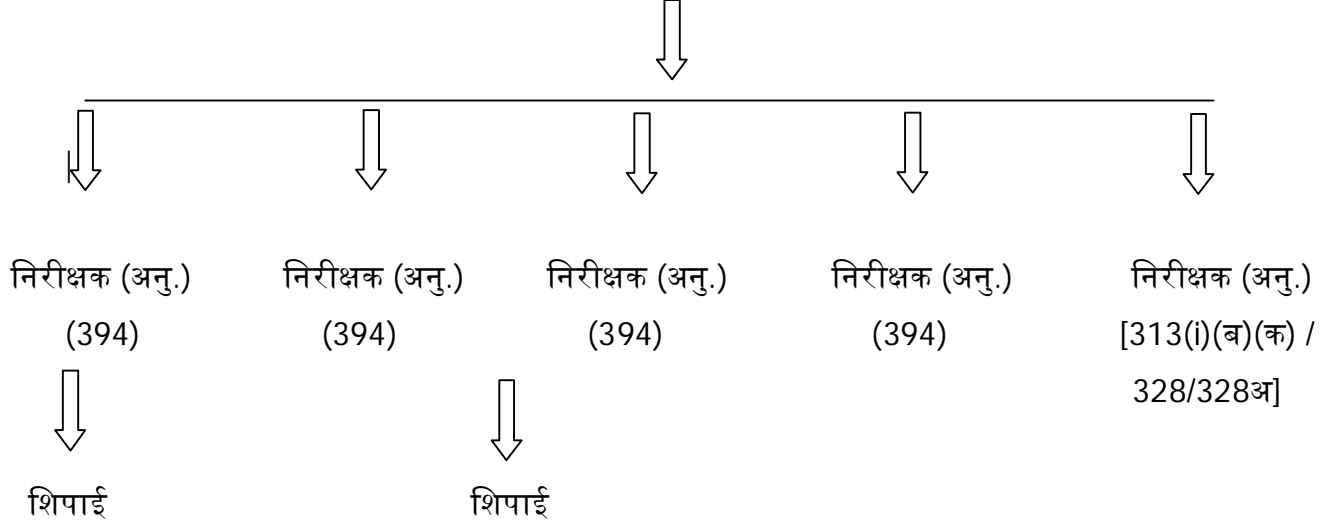 निरीक्षक (अनु.) निरीक्षक (अनु.) निरीक्षक (अनु.) निरीक्षक (अनु.) निरीक्षक (अनु.)
(394) (394) (394) (394) [313(i)(ब)(क) /
328/328अ]
शिपाई शिपाई